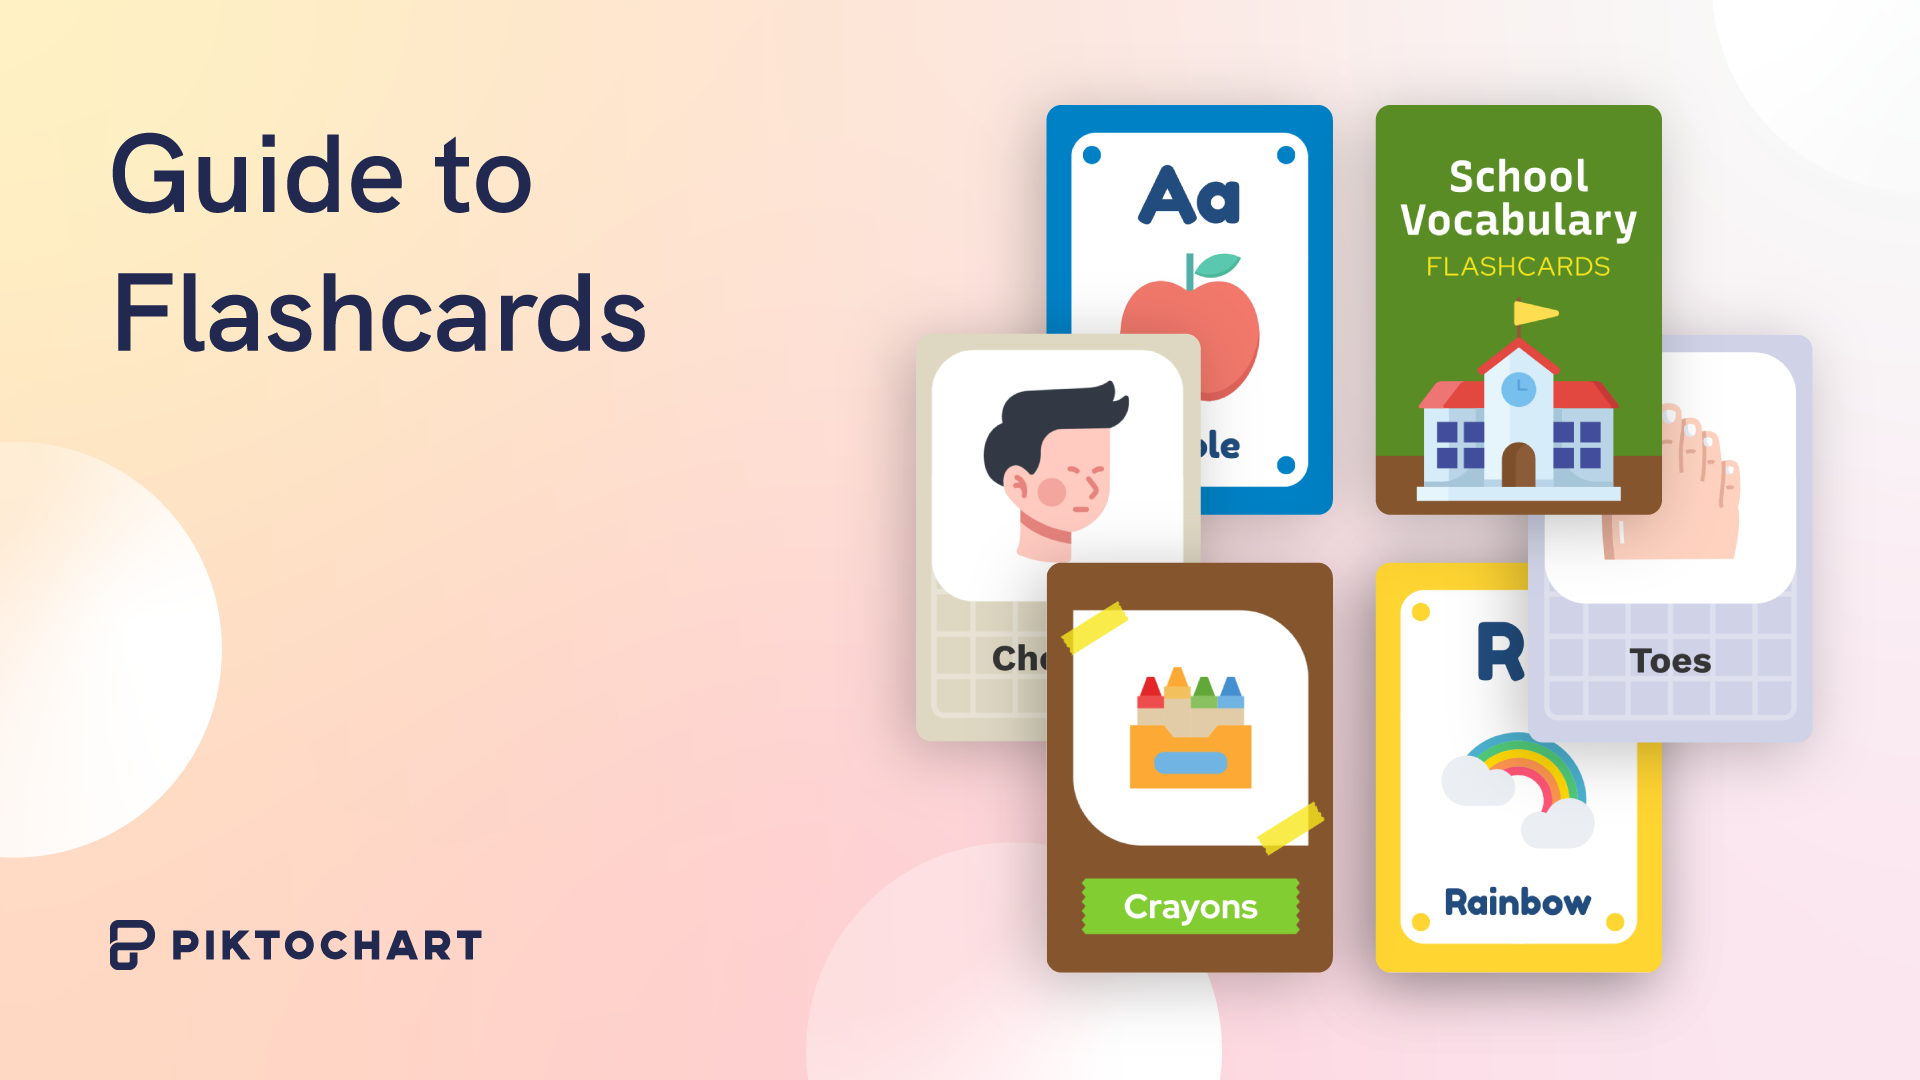 Guide to
Flashcards
PIKTOCHART
Aa
School
Vocabulary
FLASHCARDS
Toes
R
Crayons
Rainbow